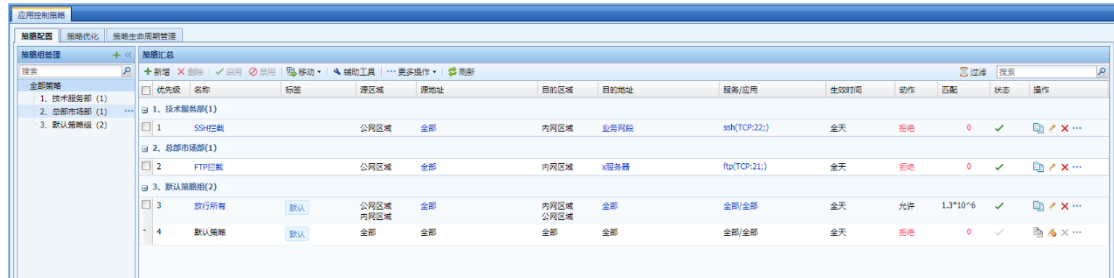 应用控制策略
策略配置 策略优化 策略生命周期管理
策略组管理
搜索
全部策略
1、技术服务部 (1)
2、总部市场部 (1)
3、默认策略组 (2)
策略汇总
新增 删除 启用 禁用 移动 辅助工具 更多操作 刷新 过滤 搜索
优先级 名称 标签 源区域 源地址 目的区域 目的地址 服务/应用 生效时间 动作 匹配 状态 操作
1、技术服务部(1)
1 SSH拦截 公网区域 全部 内网区域 业务网段 ssh(TCP:22;) 全天 拒绝 0
2、总部市场部(1)
2 FTP拦截 公网区域 全部 内网区域 x服务器 ftp(TCP:21;) 全天 拒绝 0
3、默认策略组(2)
3 放行所有 默认 公网区域 全部 内网区域 全部 全部/全部 全天 允许 1.3*10^6
内网区域 公网区域
4 默认策略 默认 全部 全部 全部 全部 全部/全部 全天 拒绝 0